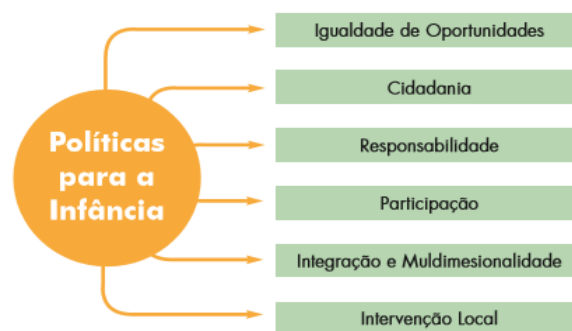 Políticas
para a
Infância
Igualdade de Oportunidades
Cidadania
Responsabilidade
Participação
Integração e Muldimesionalidade
Intervenção Local